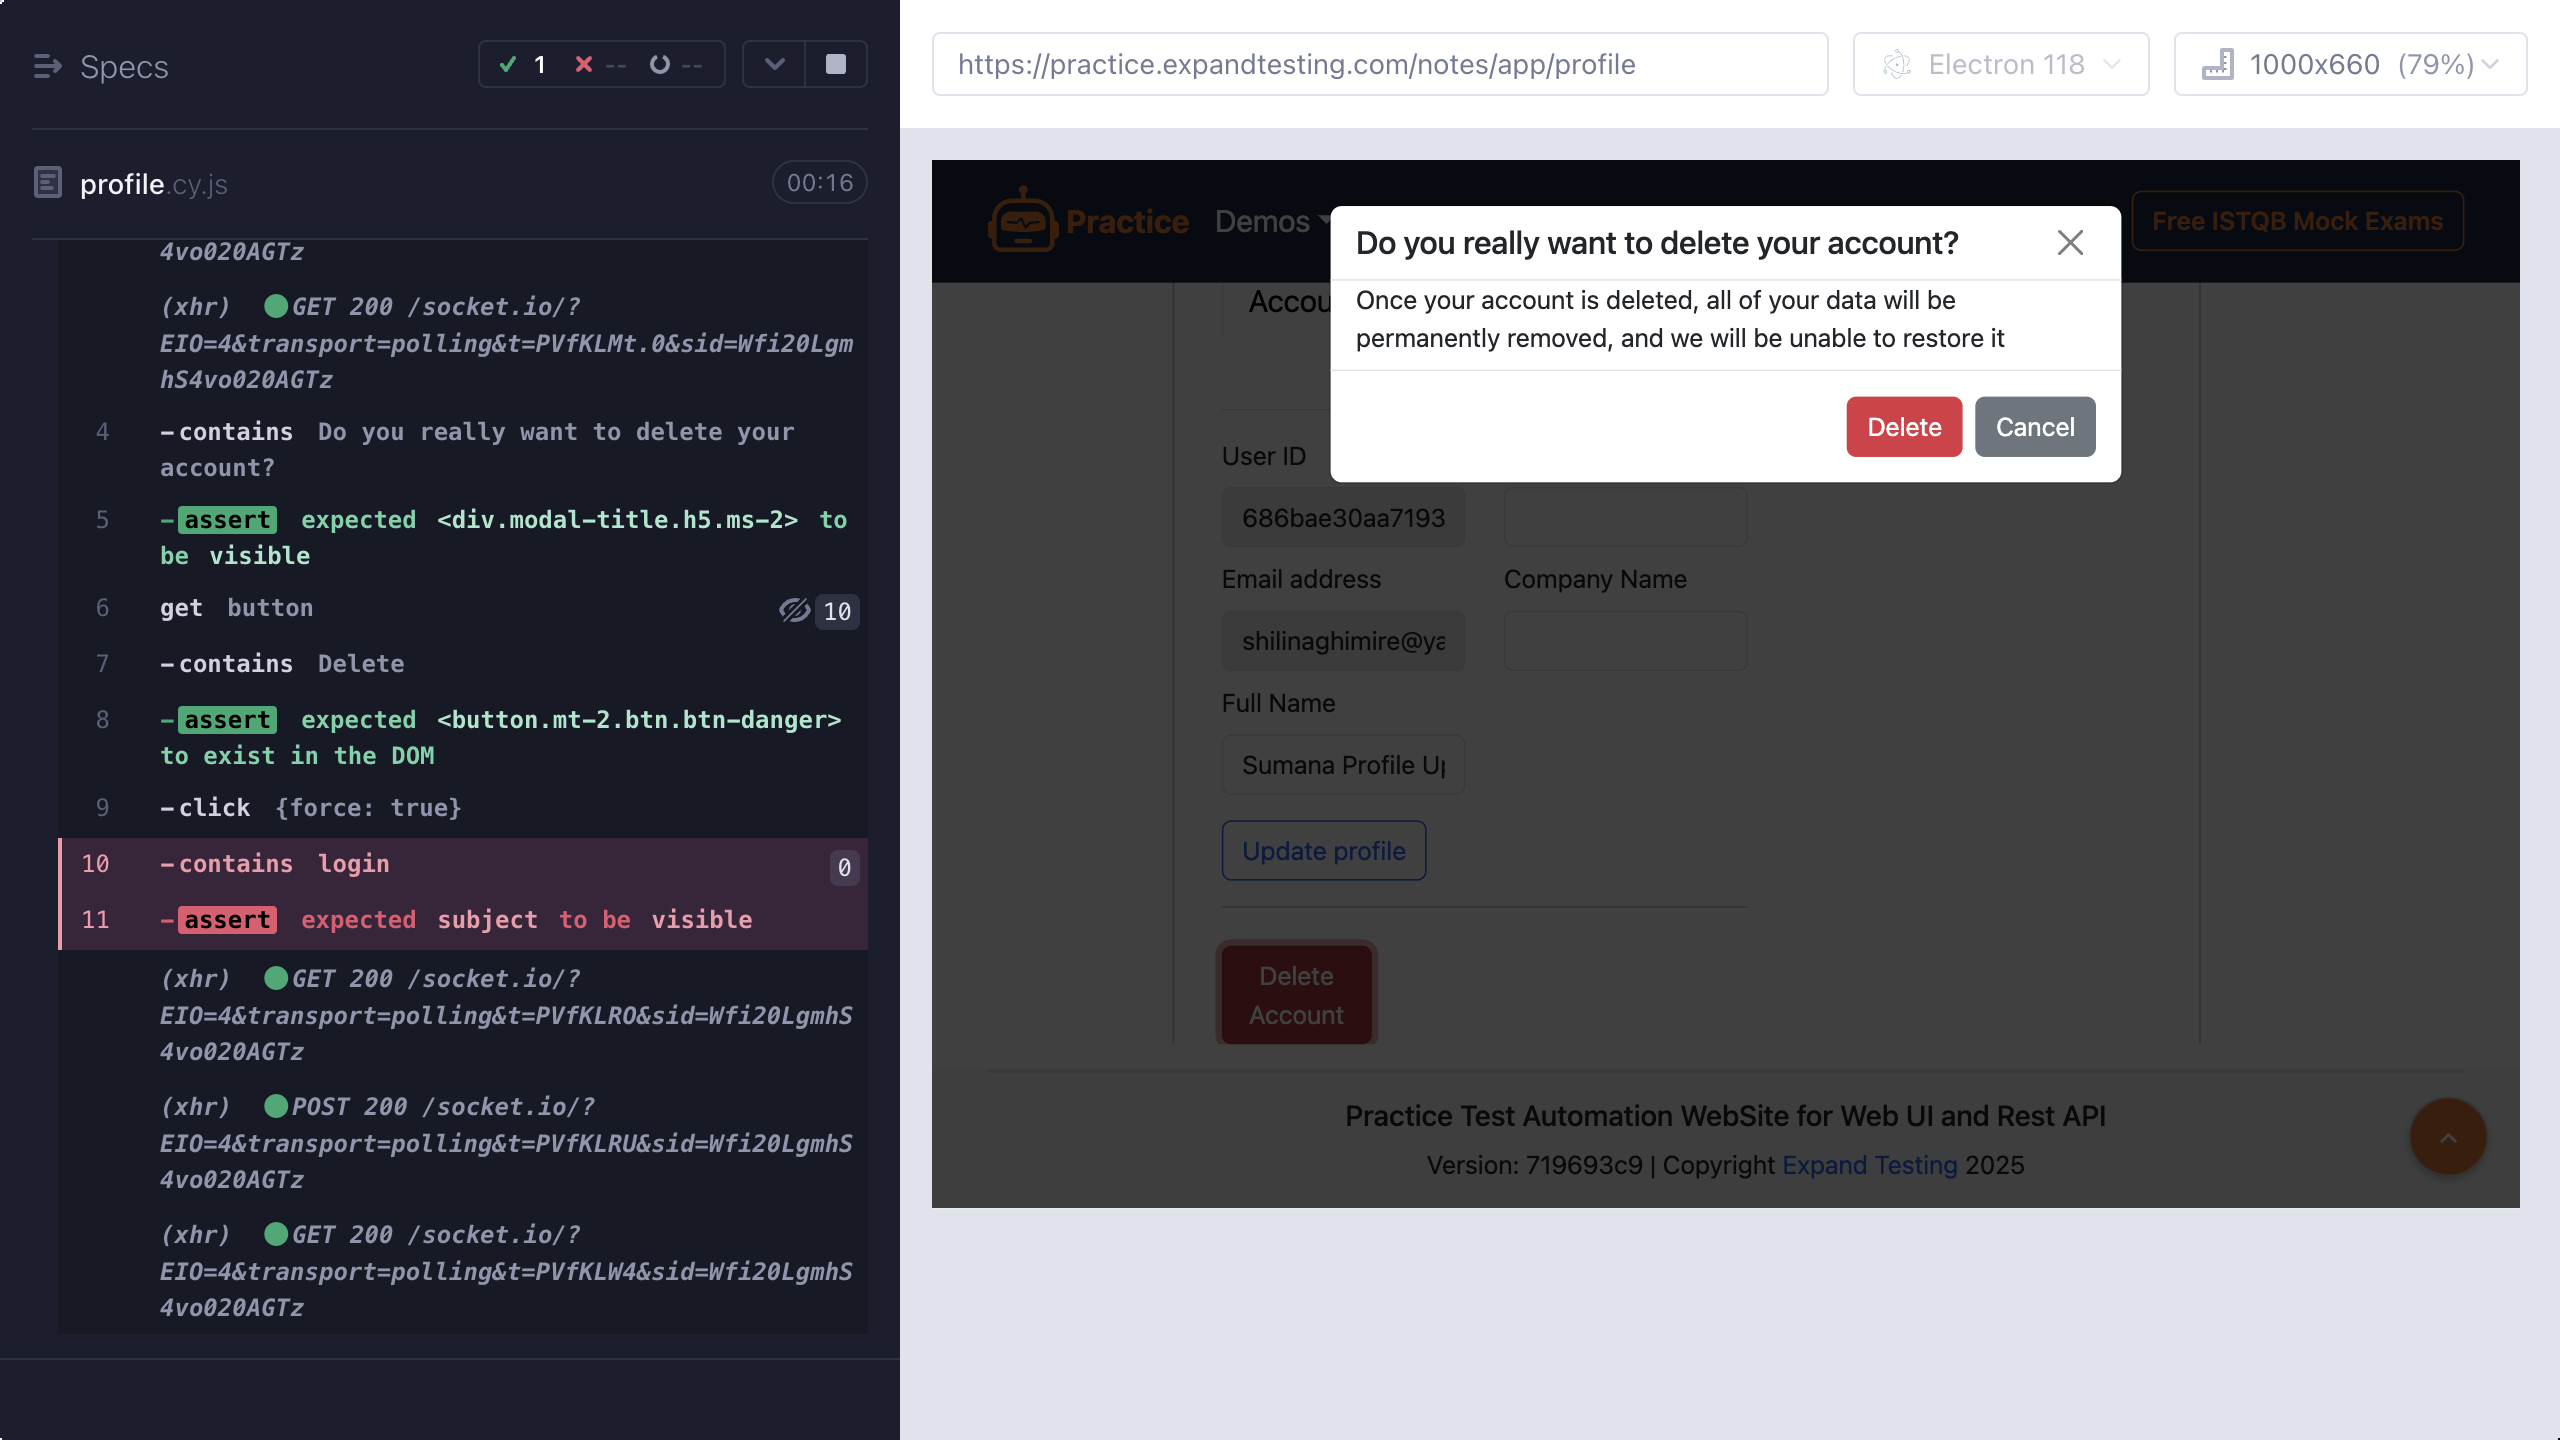 Specs
1
--
--
profile.cy.js
00:16
4vo020AGTz
(xhr) GET 200 /socket.io/?
EIO=4&transport=polling&t=PVfKLMt.0&sid=Wfi20Lgm
hS4vo020AGTz
4 -contains Do you really want to delete your
account?
5 -assert expected <div.modal-title.h5.ms-2> to
be visible
6 get button 10
7 -contains Delete
8 -assert expected <button.mt-2.btn.btn-danger>
to exist in the DOM
9 -click {force: true}
10 -contains login 0
11 -assert expected subject to be visible
(xhr) GET 200 /socket.io/?
EIO=4&transport=polling&t=PVfKLRO&sid=Wfi20LgmhS
4vo020AGTz
(xhr) POST 200 /socket.io/?
EIO=4&transport=polling&t=PVfKLRU&sid=Wfi20LgmhS
4vo020AGTz
(xhr) GET 200 /socket.io/?
EIO=4&transport=polling&t=PVfKLW4&sid=Wfi20LgmhS
4vo020AGTz
https://practice.expandtesting.com/notes/app/profile
Electron 118
1000x660 (79%)
Practice
Demos
Free ISTQB Mock Exams
Do you really want to delete your account?
Once your account is deleted, all of your data will be
permanently removed, and we will be unable to restore it
Delete
Cancel
Accou
User ID
686bae30aa7193
Email address
Company Name
shilinaghimire@ya
Full Name
Sumana Profile Up
Update profile
Delete
Account
Practice Test Automation WebSite for Web UI and Rest API
Version: 719693c9 | Copyright Expand Testing 2025